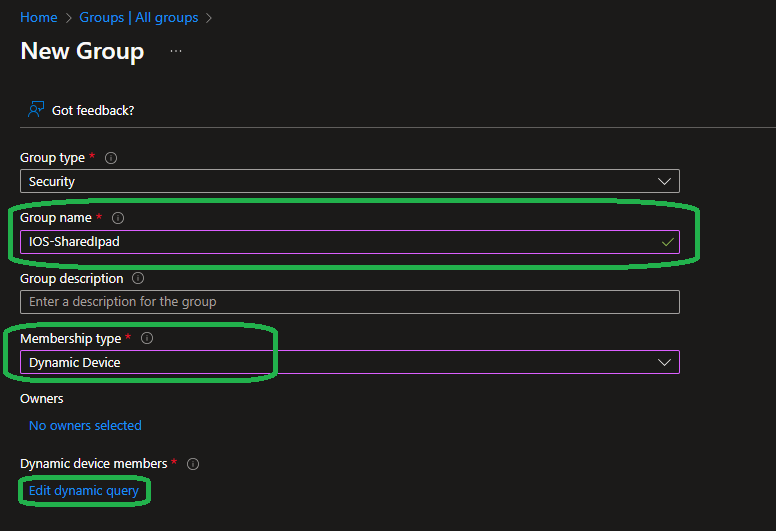 Home > Groups | All groups >
New Group ...
Got feedback?
Group type *
Security
Group name *
IOS-SharedIpad
Group description
Enter a description for the group
Membership type *
Dynamic Device
Owners
No owners selected
Dynamic device members *
Edit dynamic query